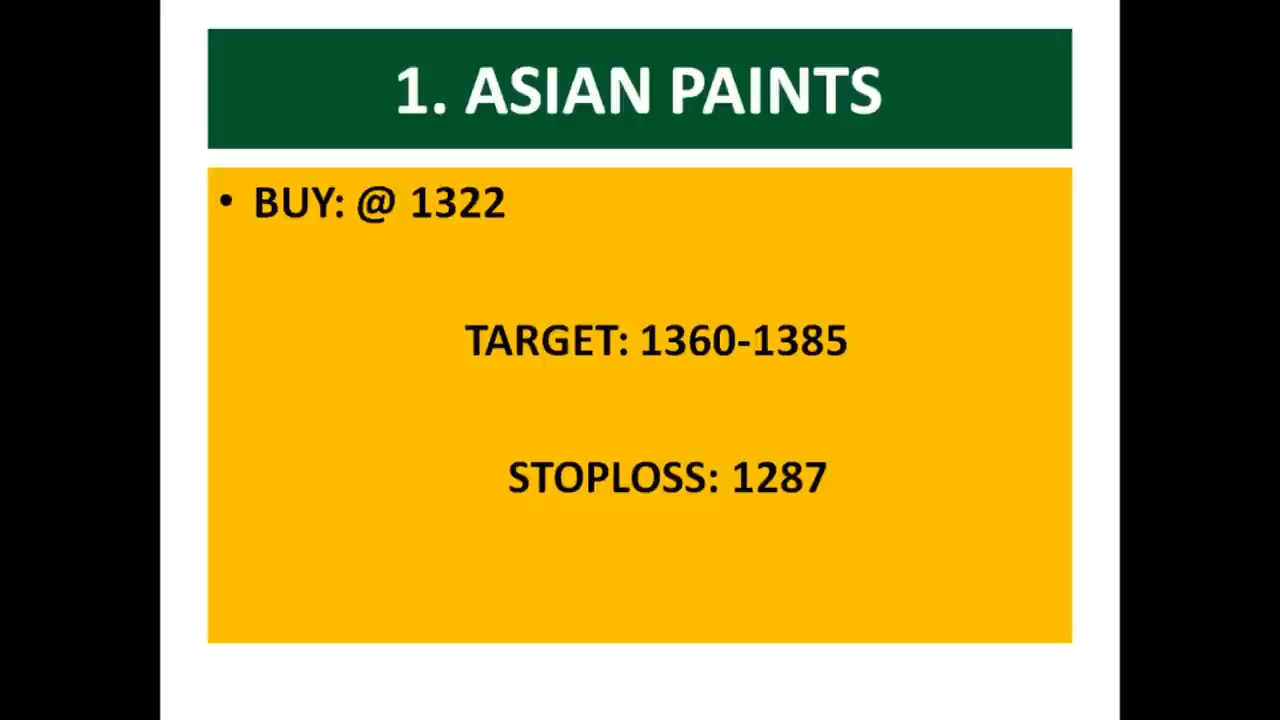 1. ASIAN PAINTS
• BUY: @ 1322
TARGET: 1360-1385
STOPLOSS: 1287